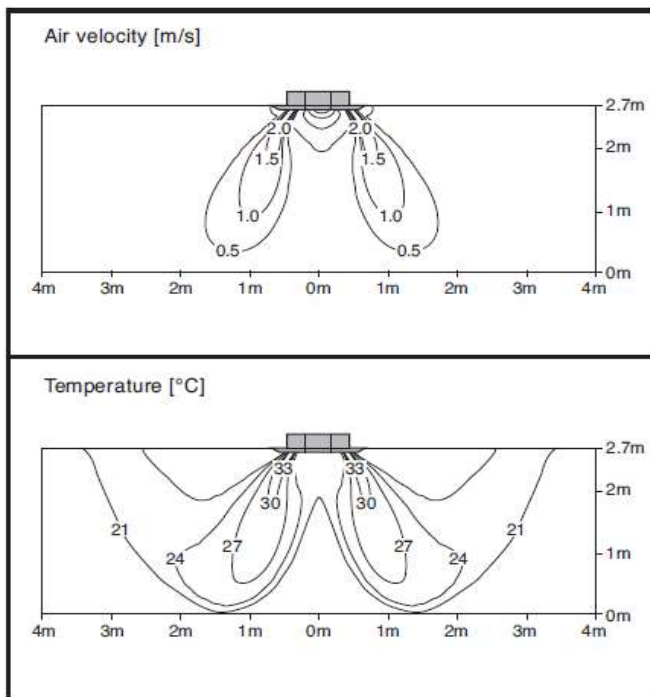 Air velocity [m/s]
2.7m
2.0 2.0
2m
1.5 1.5
1m
1.0 1.0
0.5 0.5
0m
4m 3m 2m 1m 0m 1m 2m 3m 4m
Temperature [°C]
2.7m
33 33
2m
30 30
21 21
27 27
24 24
1m
0m
4m 3m 2m 1m 0m 1m 2m 3m 4m